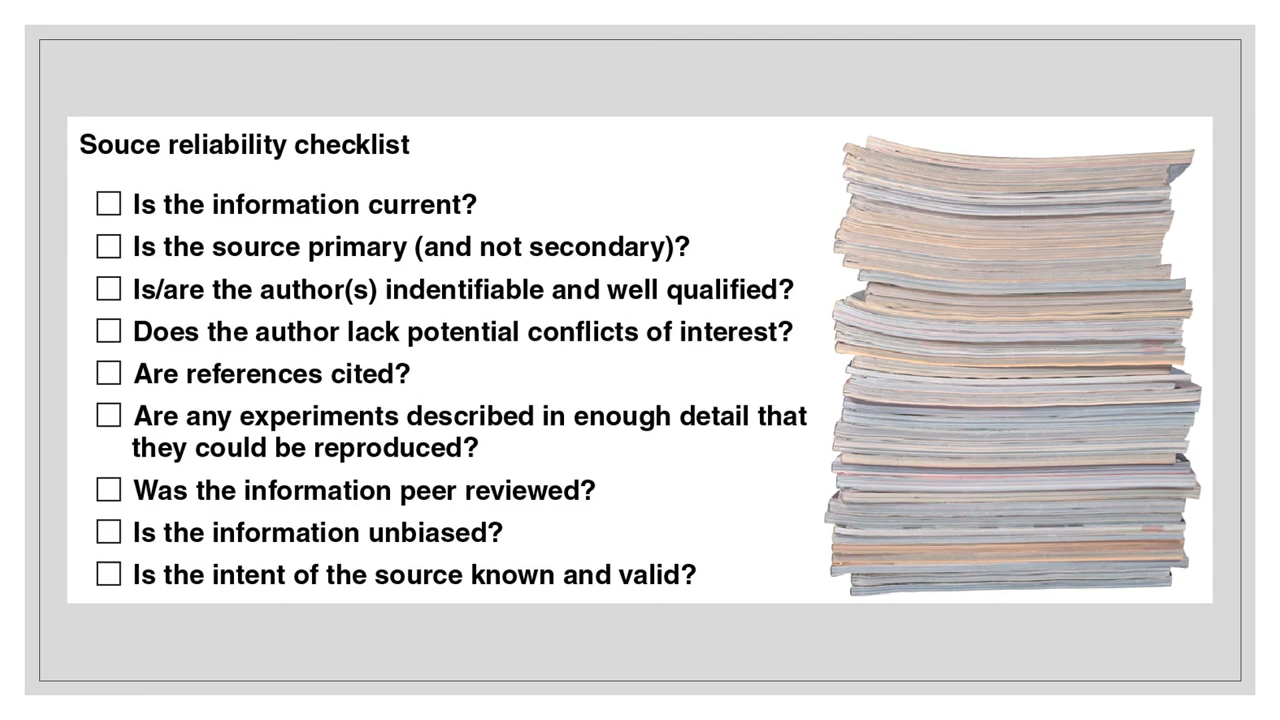 Souce reliability checklist
Is the information current?
Is the source primary (and not secondary)?
Is/are the author(s) indentifiable and well qualified?
Does the author lack potential conflicts of interest?
Are references cited?
Are any experiments described in enough detail that
they could be reproduced?
Was the information peer reviewed?
Is the information unbiased?
Is the intent of the source known and valid?